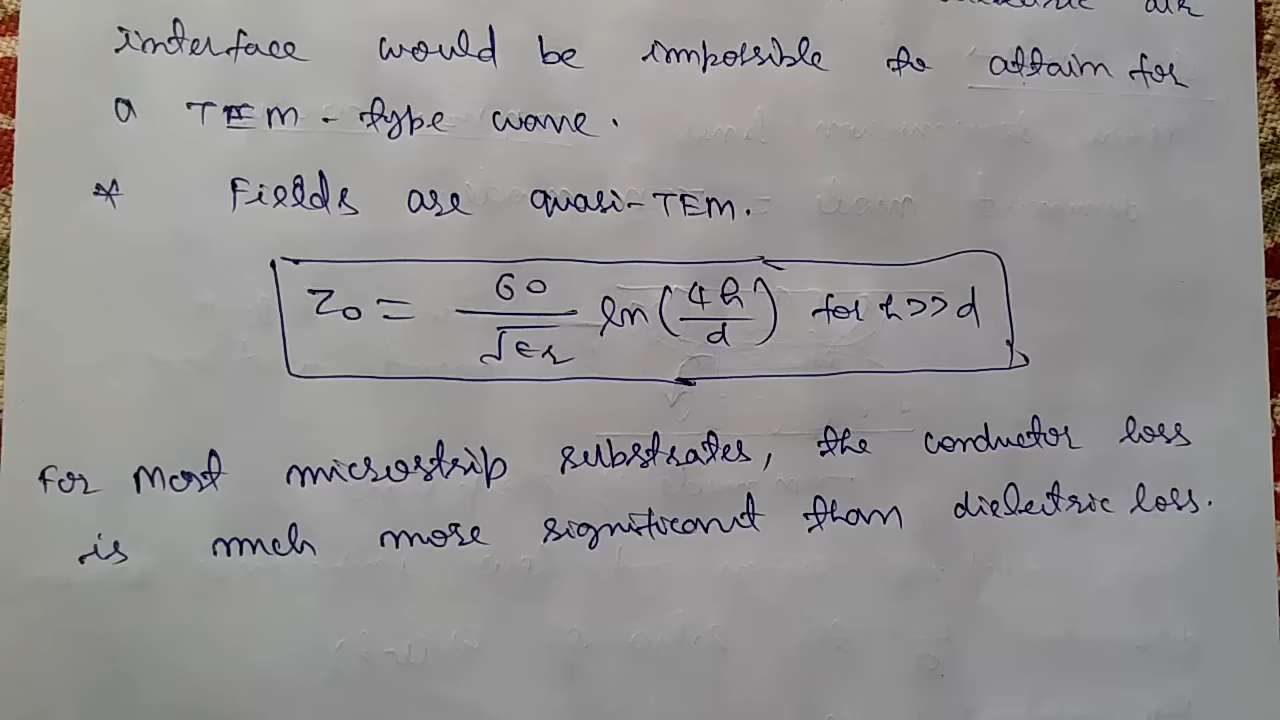 air
interface would be impossible to attain for
a TEM - type wave.
* Fields are quasi-TEM.
Z₀ = 60/√εr ln(4h/d) for h>>d
For Most microstrip substrates, the conductor loss
is much more significant than dielectric loss.